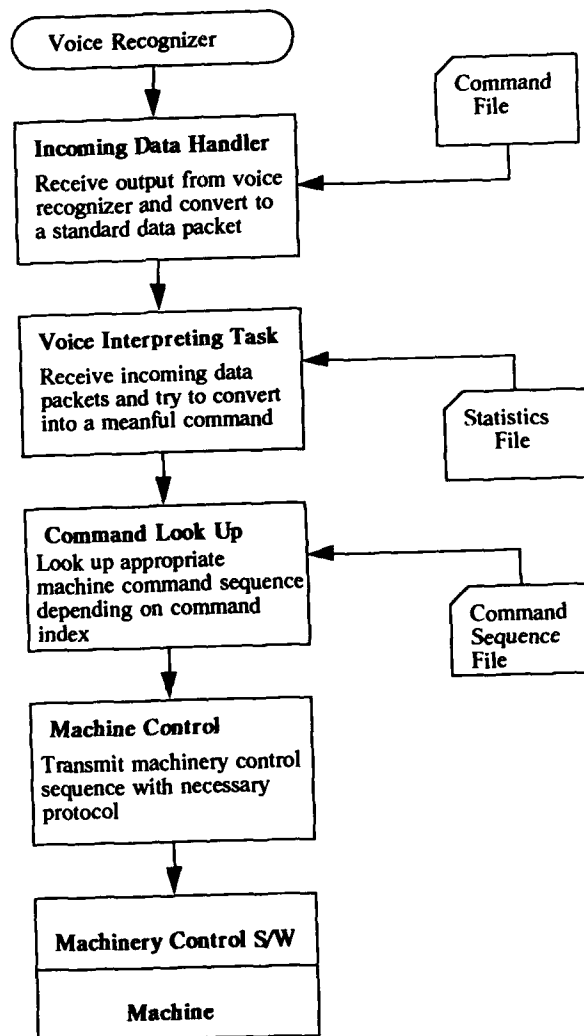 Voice Recognizer
Command
File
Incoming Data Handler
Receive output from voice
recognizer and convert to
a standard data packet
Voice Interpreting Task
Receive incoming data
packets and try to convert
into a meanful command
Statistics
File
Command Look Up
Look up appropriate
machine command sequence
depending on command
index
Command
Sequence
File
Machine Control
Transmit machinery control
sequence with necessary
protocol
Machinery Control S/W
Machine